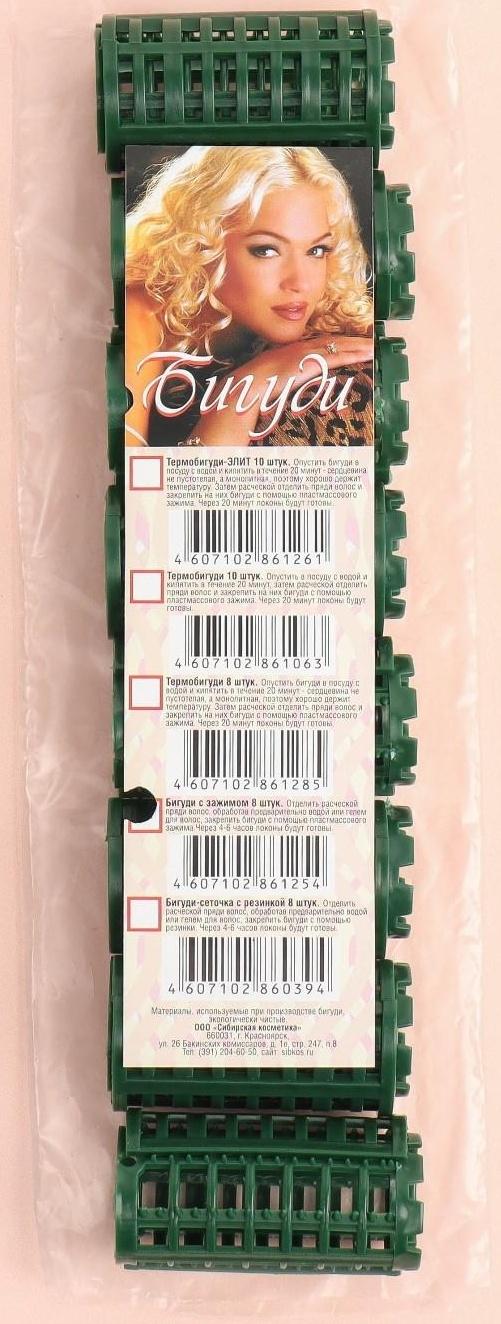 Бигуди
Термобигуди-ЭЛИТ 10 штук. Опустить бигуди в
посуду с водой и кипятить в течение 20 минут - сердцевина
не пустотелая, а монолитная, поэтому хорошо держит
температуру. Затем расческой отделить пряди волос и
закрепить на них бигуди с помощью пластмассового
зажима. Через 20 минут локоны будут готовы.
4 607102 861261
Термобигуди 10 штук. Опустить в посуду с водой и
кипятить в течение 20 минут, затем расческой отделить
пряди волос и закрепить на них бигуди с помощью
пластмассового зажима. Через 20 минут локоны будут
готовы.
4 607102 861063
Термобигуди 8 штук. Опустить бигуди в посуду с
водой и кипятить в течение 20 минут - сердцевина не
пустотелая, а монолитная, поэтому хорошо держит
температуру. Затем расческой отделить пряди волос и
закрепить на них бигуди с помощью пластмассового
зажима. Через 20 минут локоны будут готовы.
4 607102 861285
Бигуди с зажимом 8 штук. Отделить расческой
пряди волос, обработав предварительно водой или гелем
для волос, закрепить бигуди с помощью пластмассового
зажима.Через 4-6 часов локоны будут готовы.
4 607102 861254
Бигуди-сеточка с резинкой 8 штук. Отделить
расческой пряди волос, обработав предварительно водой
или гелем для волос, закрепить бигуди с помощью
резинки. Через 4-6 часов локоны будут готовы.
4 607102 860394
Материалы, используемые при производстве бигуди,
экологически чистые.
ООО «Сибирская косметика»
660031, г. Красноярск,
ул. 26 Бакинских комиссаров, д. 1е, стр. 247, п.8
Тел: (391) 204-60-50, сайт: sibkos.ru